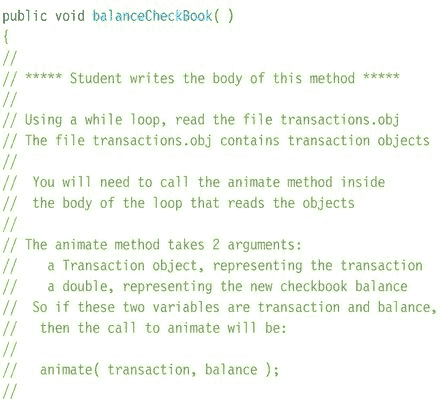 public void balanceCheckBook( )
{
//
// ***** Student writes the body of this method *****
//
// Using a while loop, read the file transactions.obj
// The file transactions.obj contains transaction objects
//
//  You will need to call the animate method inside
//  the body of the loop that reads the objects
//
// The animate method takes 2 arguments:
//    a Transaction object, representing the transaction
//    a double, representing the new checkbook balance
//  So if these two variables are transaction and balance,
//   then the call to animate will be:
//
//   animate( transaction, balance );
//